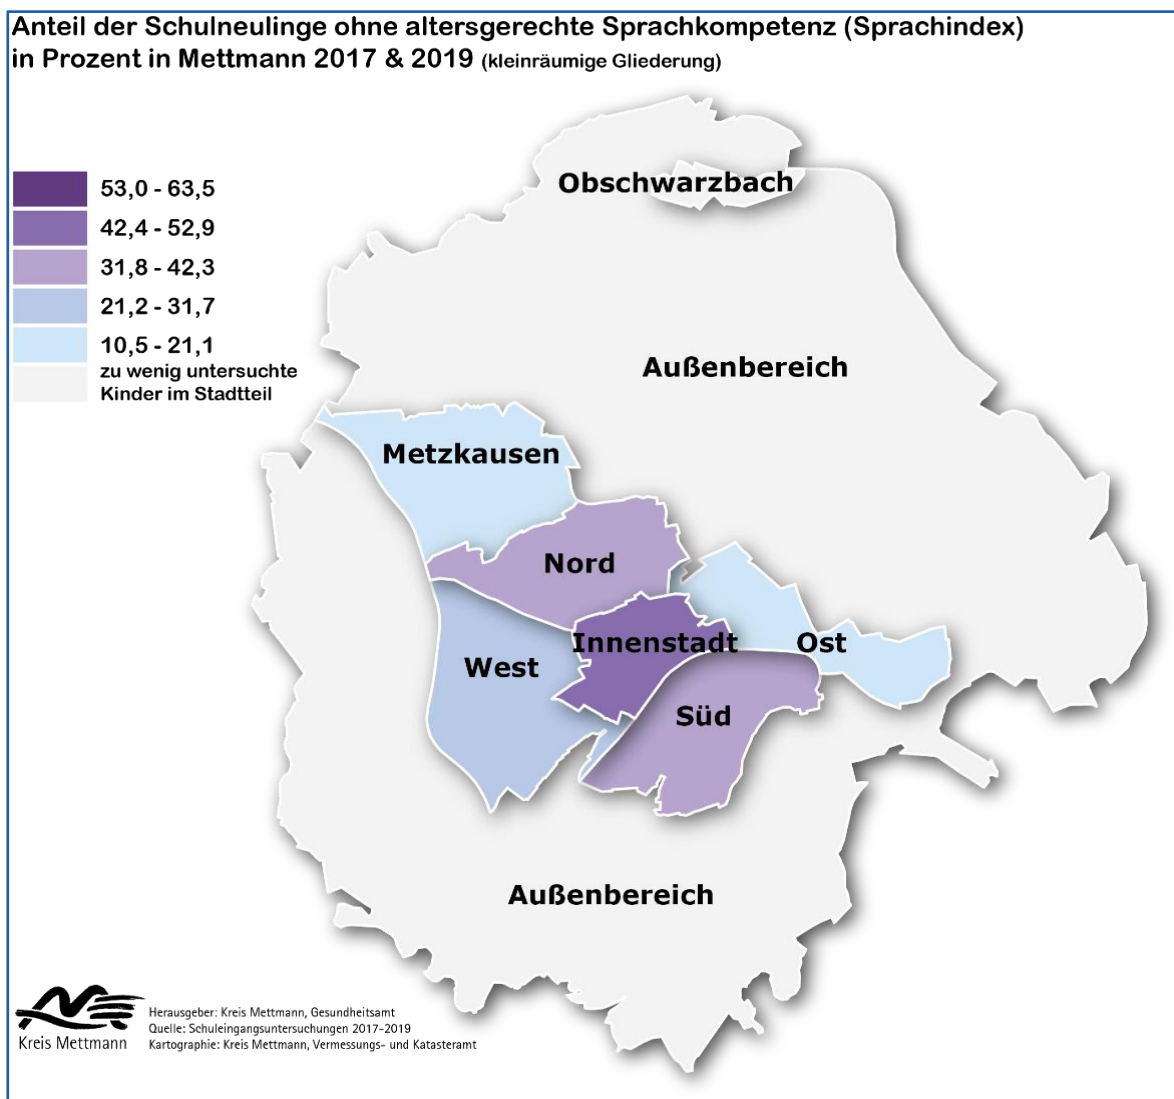 Anteil der Schulneulinge ohne altersgerechte Sprachkompetenz (Sprachindex)
in Prozent in Mettmann 2017 & 2019 (kleinräumige Gliederung)
53,0 - 63,5
42,4 - 52,9
31,8 - 42,3
21,2 - 31,7
10,5 - 21,1
zu wenig untersuchte
Kinder im Stadtteil
Obschwarzbach
Außenbereich
Metzkausen
Nord
Innenstadt
Ost
West
Süd
Außenbereich
Kreis Mettmann
Herausgeber: Kreis Mettmann, Gesundheitsamt
Quelle: Schuleingangsuntersuchungen 2017-2019
Kartographie: Kreis Mettmann, Vermessungs- und Katasteramt